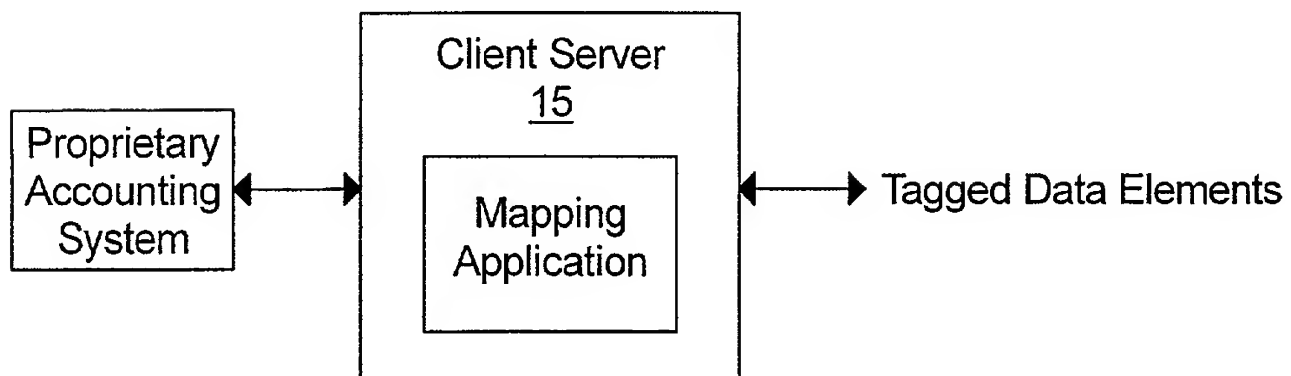 Client Server
15
Proprietary
Accounting
System
Mapping
Application
Tagged Data Elements